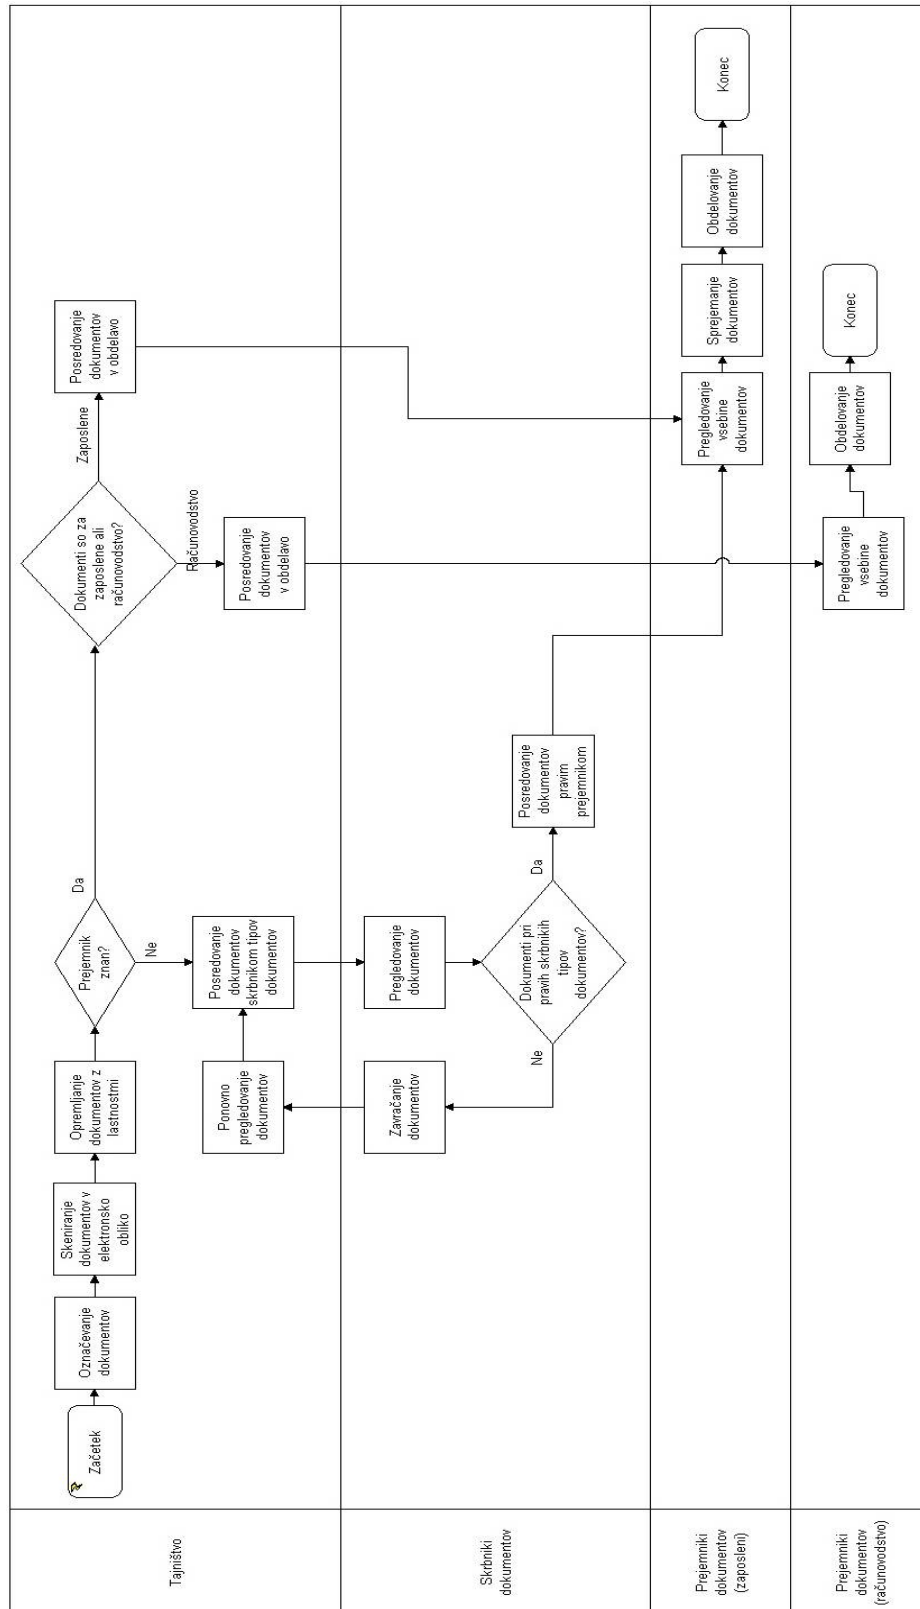 Tajništvo
Začetek
Označevanje
dokumentov
Skeniranje
dokumentov v
elektronsko
obliko
Opremljanje
dokumentov z
lastnostmi
Prejemnik
znan?
Da
Ne
Dokumenti so za
zaposlene ali
računovodstvo?
Zaposlene
Računovodstvo
Posredovanje
dokumentov
v obdelavo
Posredovanje
dokumentov
v obdelavo
Ponovno
pregledovanje
dokumentov
Posredovanje
dokumentov
skrbnikom tipov
dokumentov
Skrbniki
dokumentov
Zavračanje
dokumentov
Pregledovanje
dokumentov
Ne
Dokumenti pri
pravih skrbnikih
tipov
dokumentov?
Da
Posredovanje
dokumentov
pravim
prejemnikom
Prejemniki
dokumentov
(zaposleni)
Pregledovanje
vsebine
dokumentov
Sprejemanje
dokumentov
Obdelovanje
dokumentov
Konec
Prejemniki
dokumentov
(računovodstvo)
Pregledovanje
vsebine
dokumentov
Obdelovanje
dokumentov
Konec